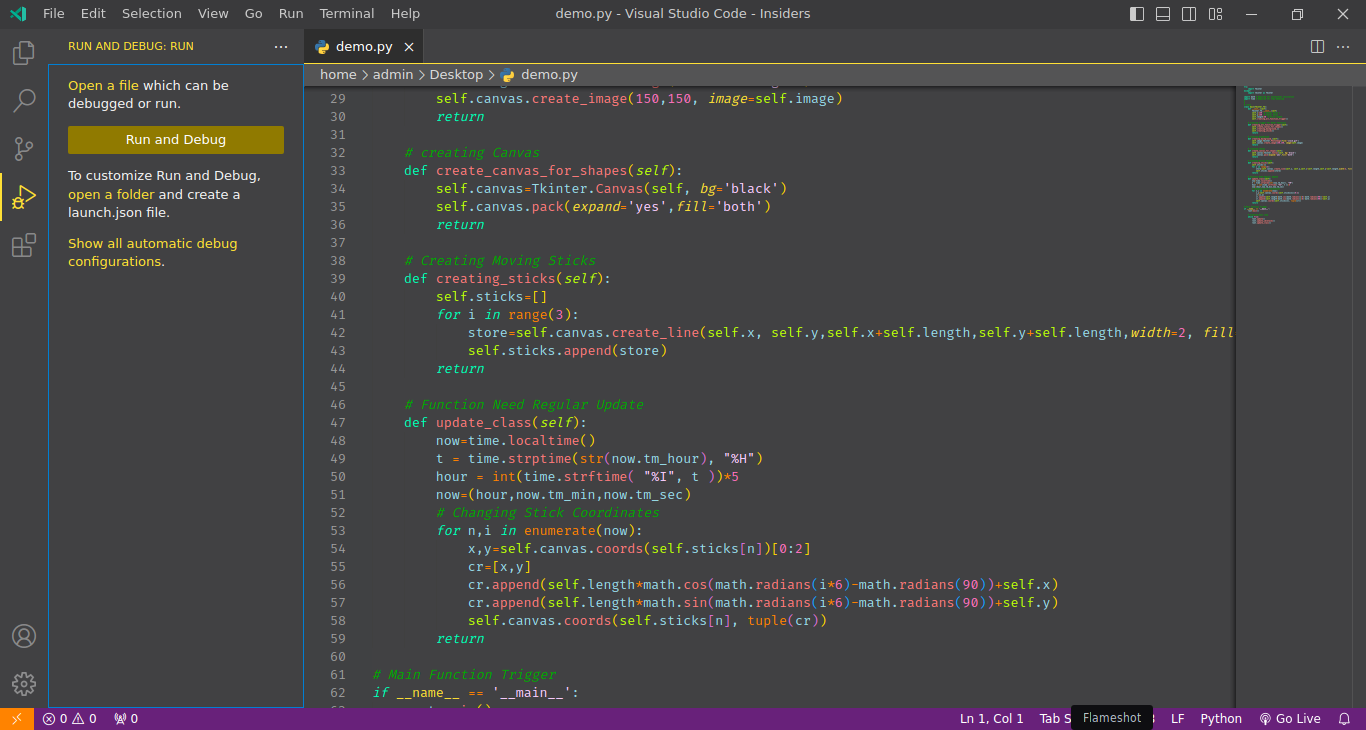 File Edit Selection View Go Run Terminal Help
demo.py - Visual Studio Code - Insiders
RUN AND DEBUG: RUN
Open a file which can be
debugged or run.
Run and Debug
To customize Run and Debug,
open a folder and create a
launch.json file.
Show all automatic debug
configurations.
demo.py
home > admin > Desktop > demo.py
29 self.canvas.create_image(150,150, image=self.image)
30 return
31
32 # creating Canvas
33 def create_canvas_for_shapes(self):
34 self.canvas=Tkinter.Canvas(self, bg='black')
35 self.canvas.pack(expand='yes',fill='both')
36 return
37
38 # Creating Moving Sticks
39 def creating_sticks(self):
40 self.sticks=[]
41 for i in range(3):
42 store=self.canvas.create_line(self.x, self.y,self.x+self.length,self.y+self.length,width=2, fill
43 self.sticks.append(store)
44 return
45
46 # Function Need Regular Update
47 def update_class(self):
48 now=time.localtime()
49 t = time.strptime(str(now.tm_hour), "%H")
50 hour = int(time.strftime( "%I", t ))*5
51 now=(hour,now.tm_min,now.tm_sec)
52 # Changing Stick Coordinates
53 for n,i in enumerate(now):
54 x,y=self.canvas.coords(self.sticks[n])[0:2]
55 cr=[x,y]
56 cr.append(self.length*math.cos(math.radians(i*6)-math.radians(90))+self.x)
57 cr.append(self.length*math.sin(math.radians(i*6)-math.radians(90))+self.y)
58 self.canvas.coords(self.sticks[n], tuple(cr))
59 return
60
61 # Main Function Trigger
62 if __name__ == '__main__':
0 0 0
Ln 1, Col 1 Tab S LF Python Go Live
Flameshot